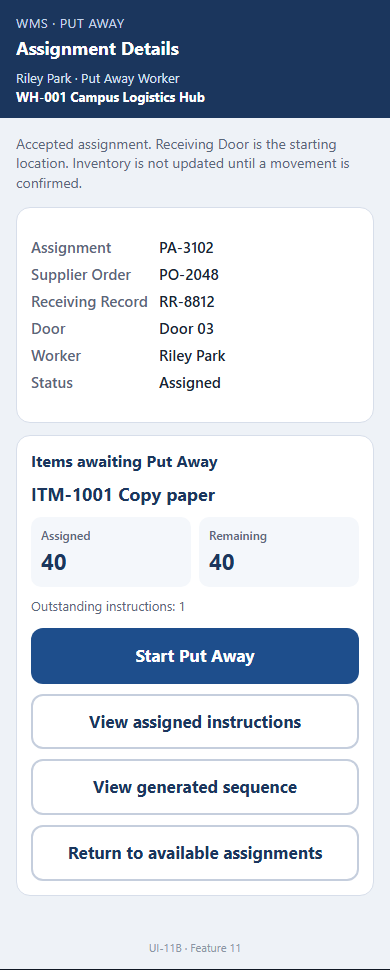 WMS · PUT AWAY
Assignment Details
Riley Park · Put Away Worker
WH-001 Campus Logistics Hub
Accepted assignment. Receiving Door is the starting
location. Inventory is not updated until a movement is
confirmed.
Assignment PA-3102
Supplier Order PO-2048
Receiving Record RR-8812
Door Door 03
Worker Riley Park
Status Assigned
Items awaiting Put Away
ITM-1001 Copy paper
Assigned Remaining
40 40
Outstanding instructions: 1
Start Put Away
View assigned instructions
View generated sequence
Return to available assignments
UI-11B · Feature 11